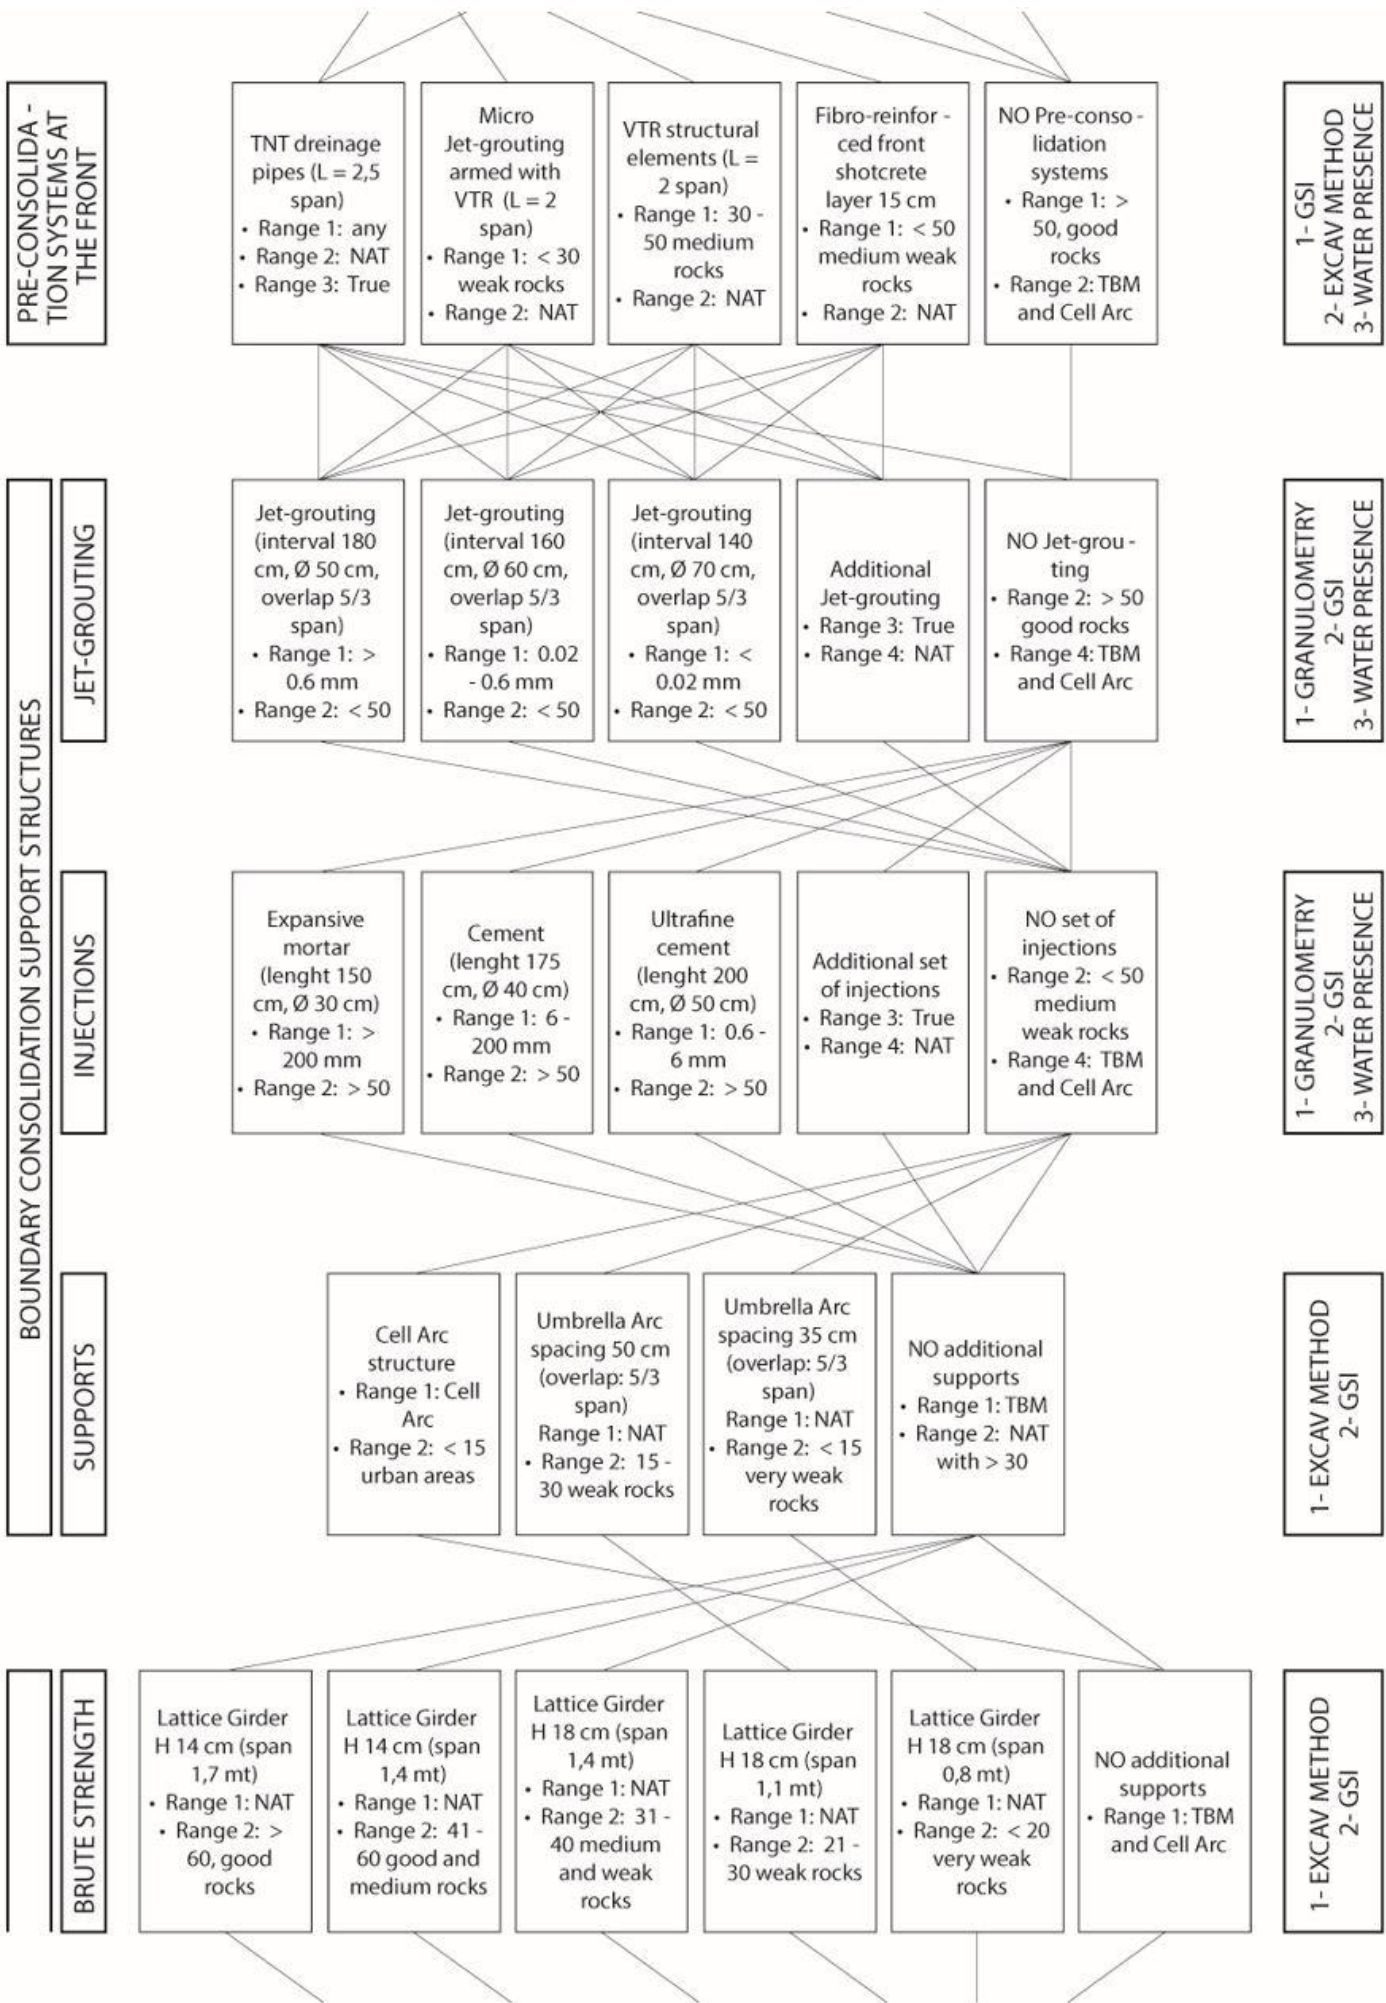 PRE-CONSOLIDA -
TION SYSTEMS AT
THE FRONT
TNT dreinage
pipes (L = 2,5
span)
• Range 1: any
• Range 2: NAT
• Range 3: True
Micro
Jet-grouting
armed with
VTR (L = 2
span)
• Range 1: < 30
weak rocks
• Range 2: NAT
VTR structural
elements (L =
2 span)
• Range 1: 30 -
50 medium
rocks
• Range 2: NAT
Fibro-reinfor -
ced front
shotcrete
layer 15 cm
• Range 1: < 50
medium weak
rocks
• Range 2: NAT
NO Pre-conso -
lidation
systems
• Range 1: >
50, good
rocks
• Range 2: TBM
and Cell Arc
1- GSI
2- EXCAV METHOD
3- WATER PRESENCE
BOUNDARY CONSOLIDATION SUPPORT STRUCTURES
JET-GROUTING
Jet-grouting
(interval 180
cm, Ø 50 cm,
overlap 5/3
span)
• Range 1: >
0.6 mm
• Range 2: < 50
Jet-grouting
(interval 160
cm, Ø 60 cm,
overlap 5/3
span)
• Range 1: 0.02
- 0.6 mm
• Range 2: < 50
Jet-grouting
(interval 140
cm, Ø 70 cm,
overlap 5/3
span)
• Range 1: <
0.02 mm
• Range 2: < 50
Additional
Jet-grouting
• Range 3: True
• Range 4: NAT
NO Jet-grou -
ting
• Range 2: > 50
good rocks
• Range 4: TBM
and Cell Arc
1- GRANULOMETRY
2- GSI
3- WATER PRESENCE
INJECTIONS
Expansive
mortar
(lenght 150
cm, Ø 30 cm)
• Range 1: >
200 mm
• Range 2: > 50
Cement
(lenght 175
cm, Ø 40 cm)
• Range 1: 6 -
200 mm
• Range 2: > 50
Ultrafine
cement
(lenght 200
cm, Ø 50 cm)
• Range 1: 0.6 -
6 mm
• Range 2: > 50
Additional set
of injections
• Range 3: True
• Range 4: NAT
NO set of
injections
• Range 2: < 50
medium
weak rocks
• Range 4: TBM
and Cell Arc
1- GRANULOMETRY
2- GSI
3- WATER PRESENCE
SUPPORTS
Cell Arc
structure
• Range 1: Cell
Arc
• Range 2: < 15
urban areas
Umbrella Arc
spacing 50 cm
(overlap: 5/3
span)
Range 1: NAT
• Range 2: 15 -
30 weak rocks
Umbrella Arc
spacing 35 cm
(overlap: 5/3
span)
Range 1: NAT
• Range 2: < 15
very weak
rocks
NO additional
supports
• Range 1: TBM
• Range 2: NAT
with > 30
1- EXCAV METHOD
2- GSI
BRUTE STRENGTH
Lattice Girder
H 14 cm (span
1,7 mt)
• Range 1: NAT
• Range 2: >
60, good
rocks
Lattice Girder
H 14 cm (span
1,4 mt)
• Range 1: NAT
• Range 2: 41 -
60 good and
medium rocks
Lattice Girder
H 18 cm (span
1,4 mt)
• Range 1: NAT
• Range 2: 31 -
40 medium
and weak
rocks
Lattice Girder
H 18 cm (span
1,1 mt)
• Range 1: NAT
• Range 2: 21 -
30 weak rocks
Lattice Girder
H 18 cm (span
0,8 mt)
• Range 1: NAT
• Range 2: < 20
very weak
rocks
NO additional
supports
• Range 1: TBM
and Cell Arc
1- EXCAV METHOD
2- GSI